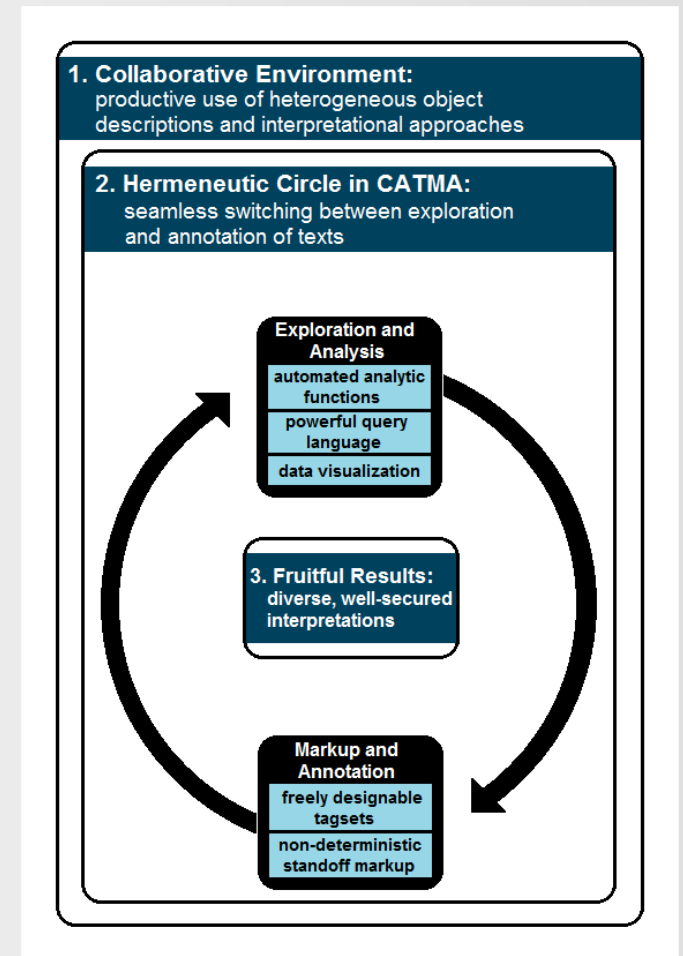 1. Collaborative Environment:
productive use of heterogeneous object
descriptions and interpretational approaches
2. Hermeneutic Circle in CATMA:
seamless switching between exploration
and annotation of texts
Exploration and
Analysis
automated analytic
functions
powerful query
language
data visualization
3. Fruitful Results:
diverse, well-secured
interpretations
Markup and
Annotation
freely designable
tagsets
non-deterministic
standoff markup